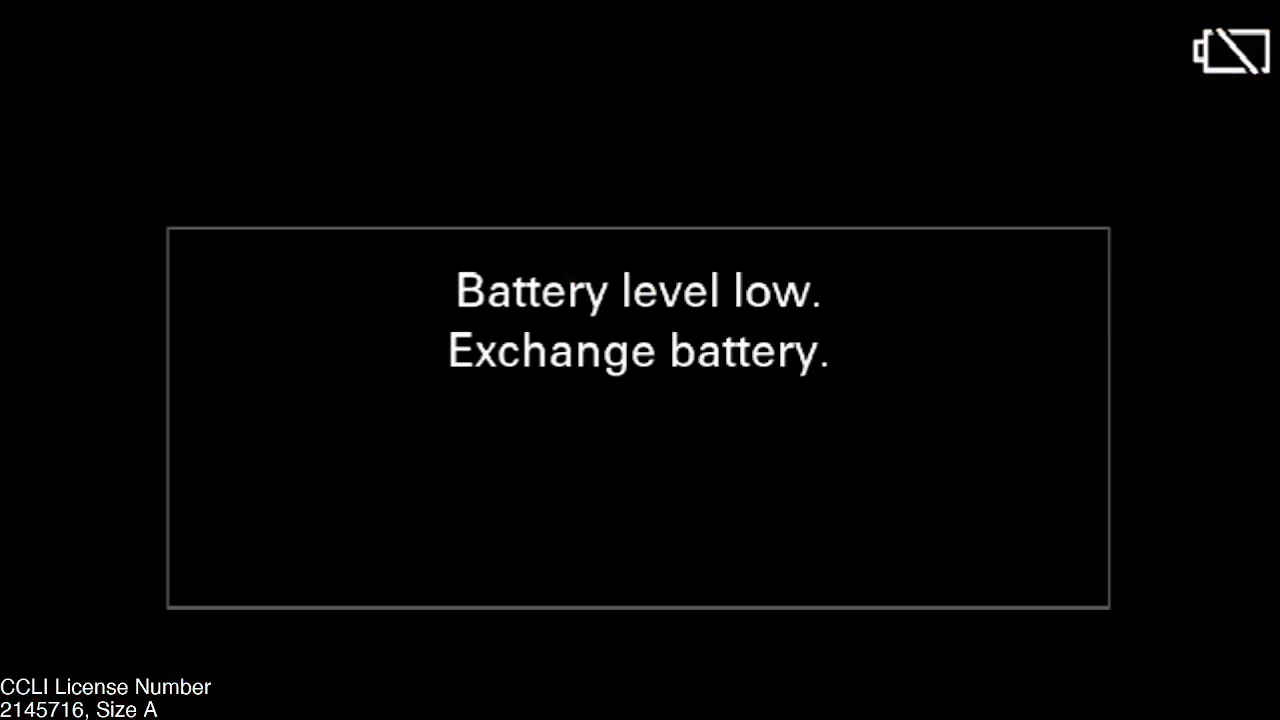 Battery level low.
Exchange battery.
CCLI License Number
2145716, Size A